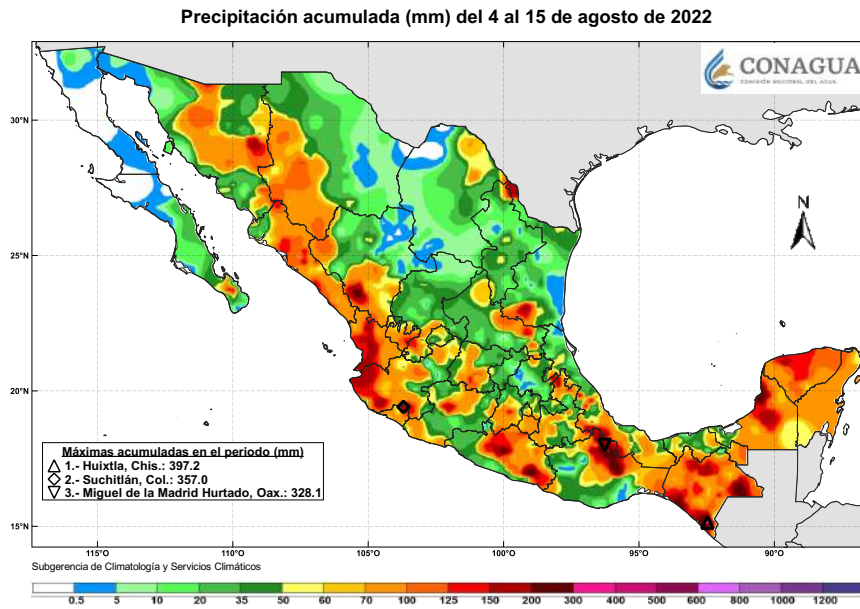 Precipitación acumulada (mm) del 4 al 15 de agosto de 2022
CONAGUA
COMISIÓN NACIONAL DEL AGUA
30°N
25°N
20°N
15°N
N
Máximas acumuladas en el periodo (mm)
1.- Huixtla, Chis.: 397.2
2.- Suchitlán, Col.: 357.0
3.- Miguel de la Madrid Hurtado, Oax.: 328.1
115°O 110°O 105°O 100°O 95°O 90°O
Subgerencia de Climatología y Servicios Climáticos
0.5 5 10 20 35 50 60 70 100 125 150 200 300 400 500 600 800 1000 1200